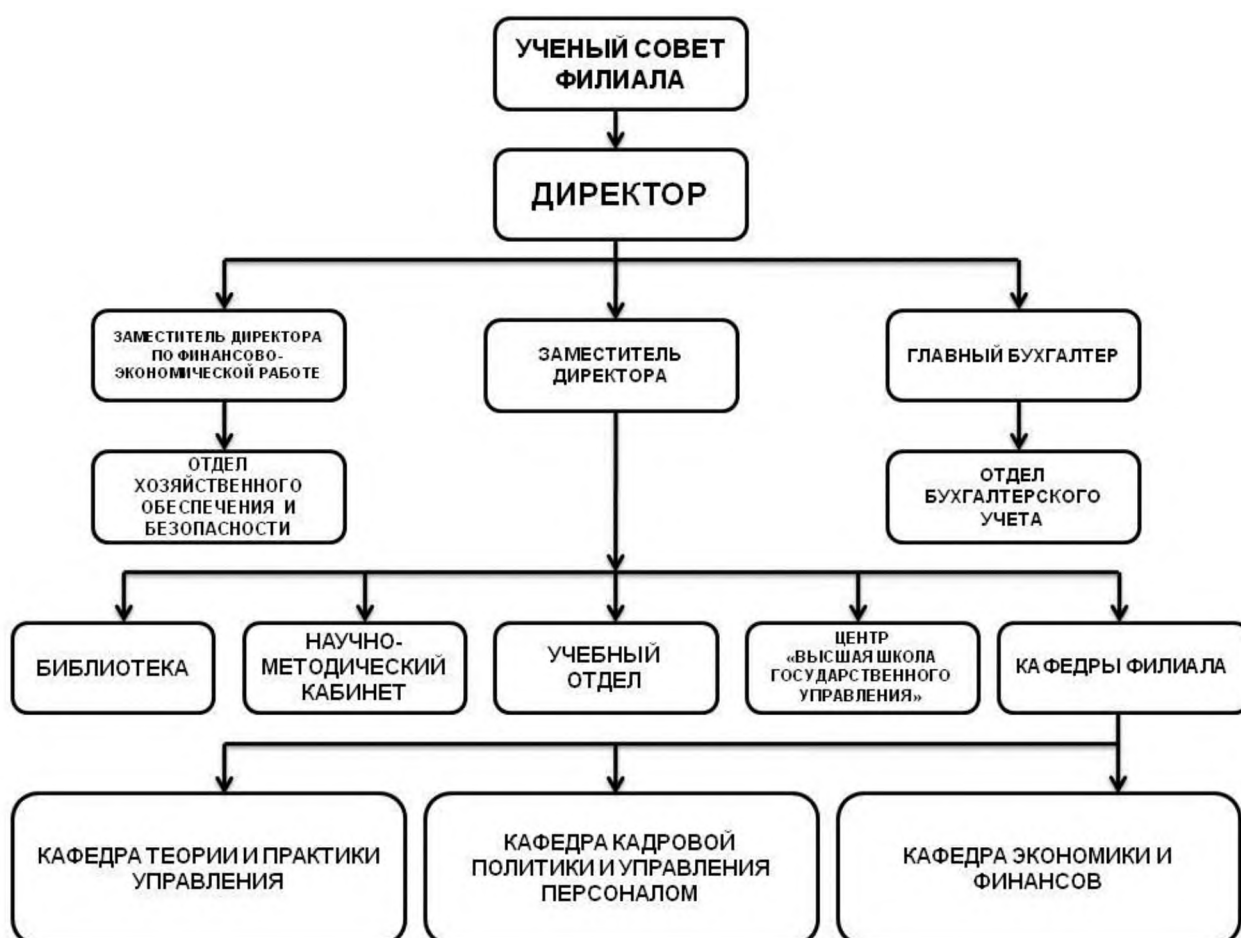 УЧЕНЫЙ СОВЕТ
ФИЛИАЛА
ДИРЕКТОР
ЗАМЕСТИТЕЛЬ ДИРЕКТОРА
ПО ФИНАНСОВО-
ЭКОНОМИЧЕСКОЙ РАБОТЕ
ЗАМЕСТИТЕЛЬ
ДИРЕКТОРА
ГЛАВНЫЙ БУХГАЛТЕР
ОТДЕЛ
ХОЗЯЙСТВЕННОГО
ОБЕСПЕЧЕНИЯ И
БЕЗОПАСНОСТИ
ОТДЕЛ
БУХГАЛТЕРСКОГО
УЧЕТА
БИБЛИОТЕКА
НАУЧНО-
МЕТОДИЧЕСКИЙ
КАБИНЕТ
УЧЕБНЫЙ
ОТДЕЛ
ЦЕНТР
«ВЫСШАЯ ШКОЛА
ГОСУДАРСТВЕННОГО
УПРАВЛЕНИЯ»
КАФЕДРЫ ФИЛИАЛА
КАФЕДРА ТЕОРИИ И ПРАКТИКИ
УПРАВЛЕНИЯ
КАФЕДРА КАДРОВОЙ
ПОЛИТИКИ И УПРАВЛЕНИЯ
ПЕРСОНАЛОМ
КАФЕДРА ЭКОНОМИКИ И
ФИНАНСОВ